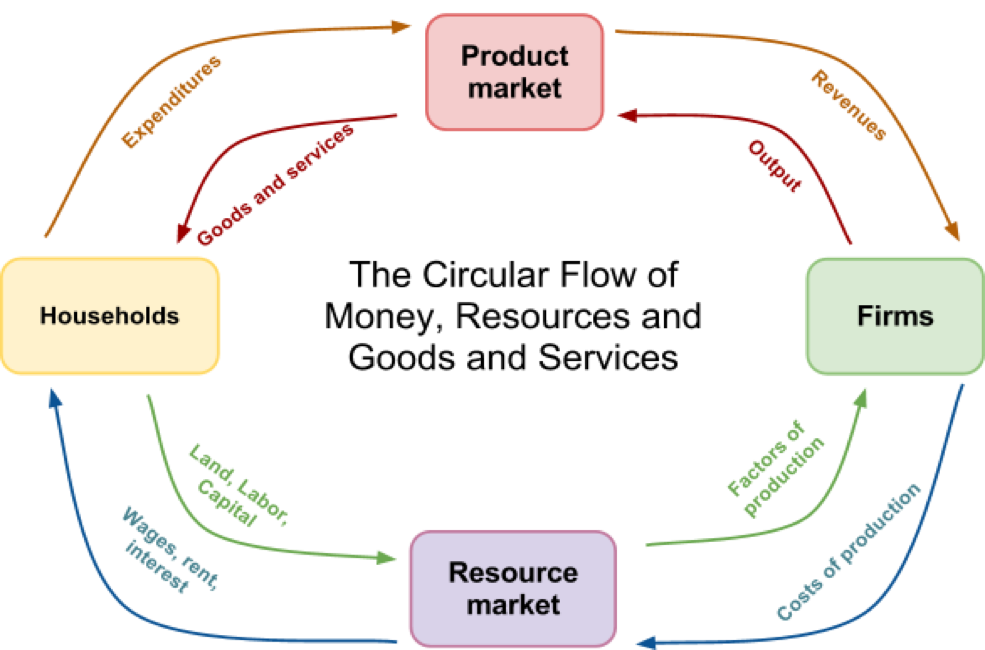 Product
market
Expenditures
Revenues
Goods and services
Output
The Circular Flow of
Money, Resources and
Goods and Services
Households
Firms
Land, Labor,
Capital
Factors of
production
Wages, rent,
interest
Costs of production
Resource
market